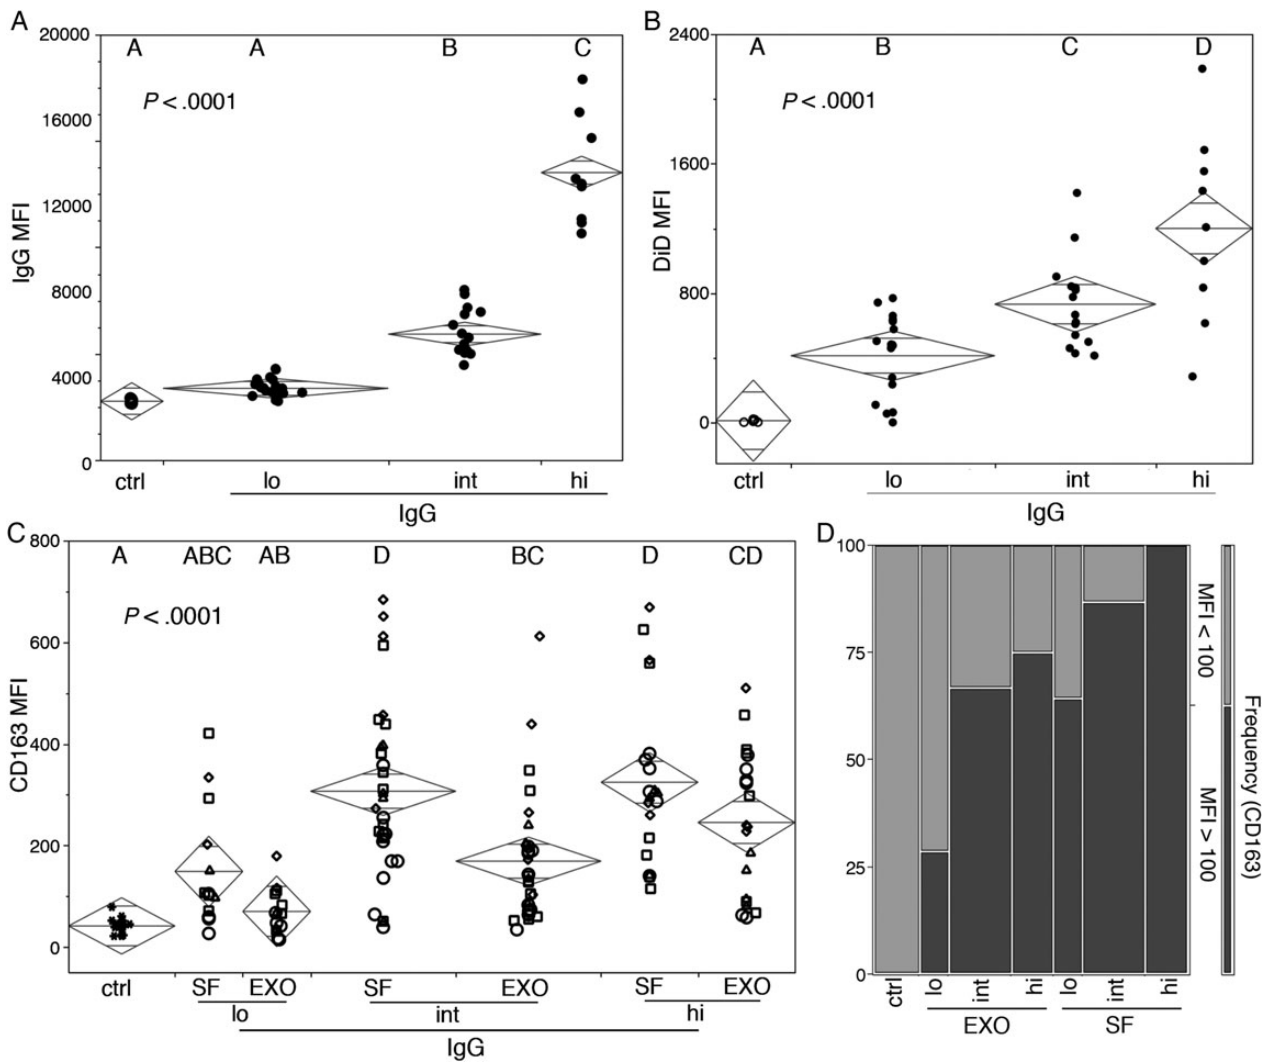 A
20000
16000
12000
8000
4000
0
IgG MFI
A A B C
P < .0001
ctrl lo int hi
IgG
B
2400
1600
800
0
DiD MFI
A B C D
P < .0001
ctrl lo int hi
IgG
C
800
600
400
200
0
CD163 MFI
A ABC AB D BC D CD
P < .0001
ctrl SF EXO SF EXO SF EXO
lo int hi
IgG
D
100
75
50
25
0
ctrl lo int hi lo int hi
EXO SF
MFI < 100
MFI > 100
Frequency (CD163)